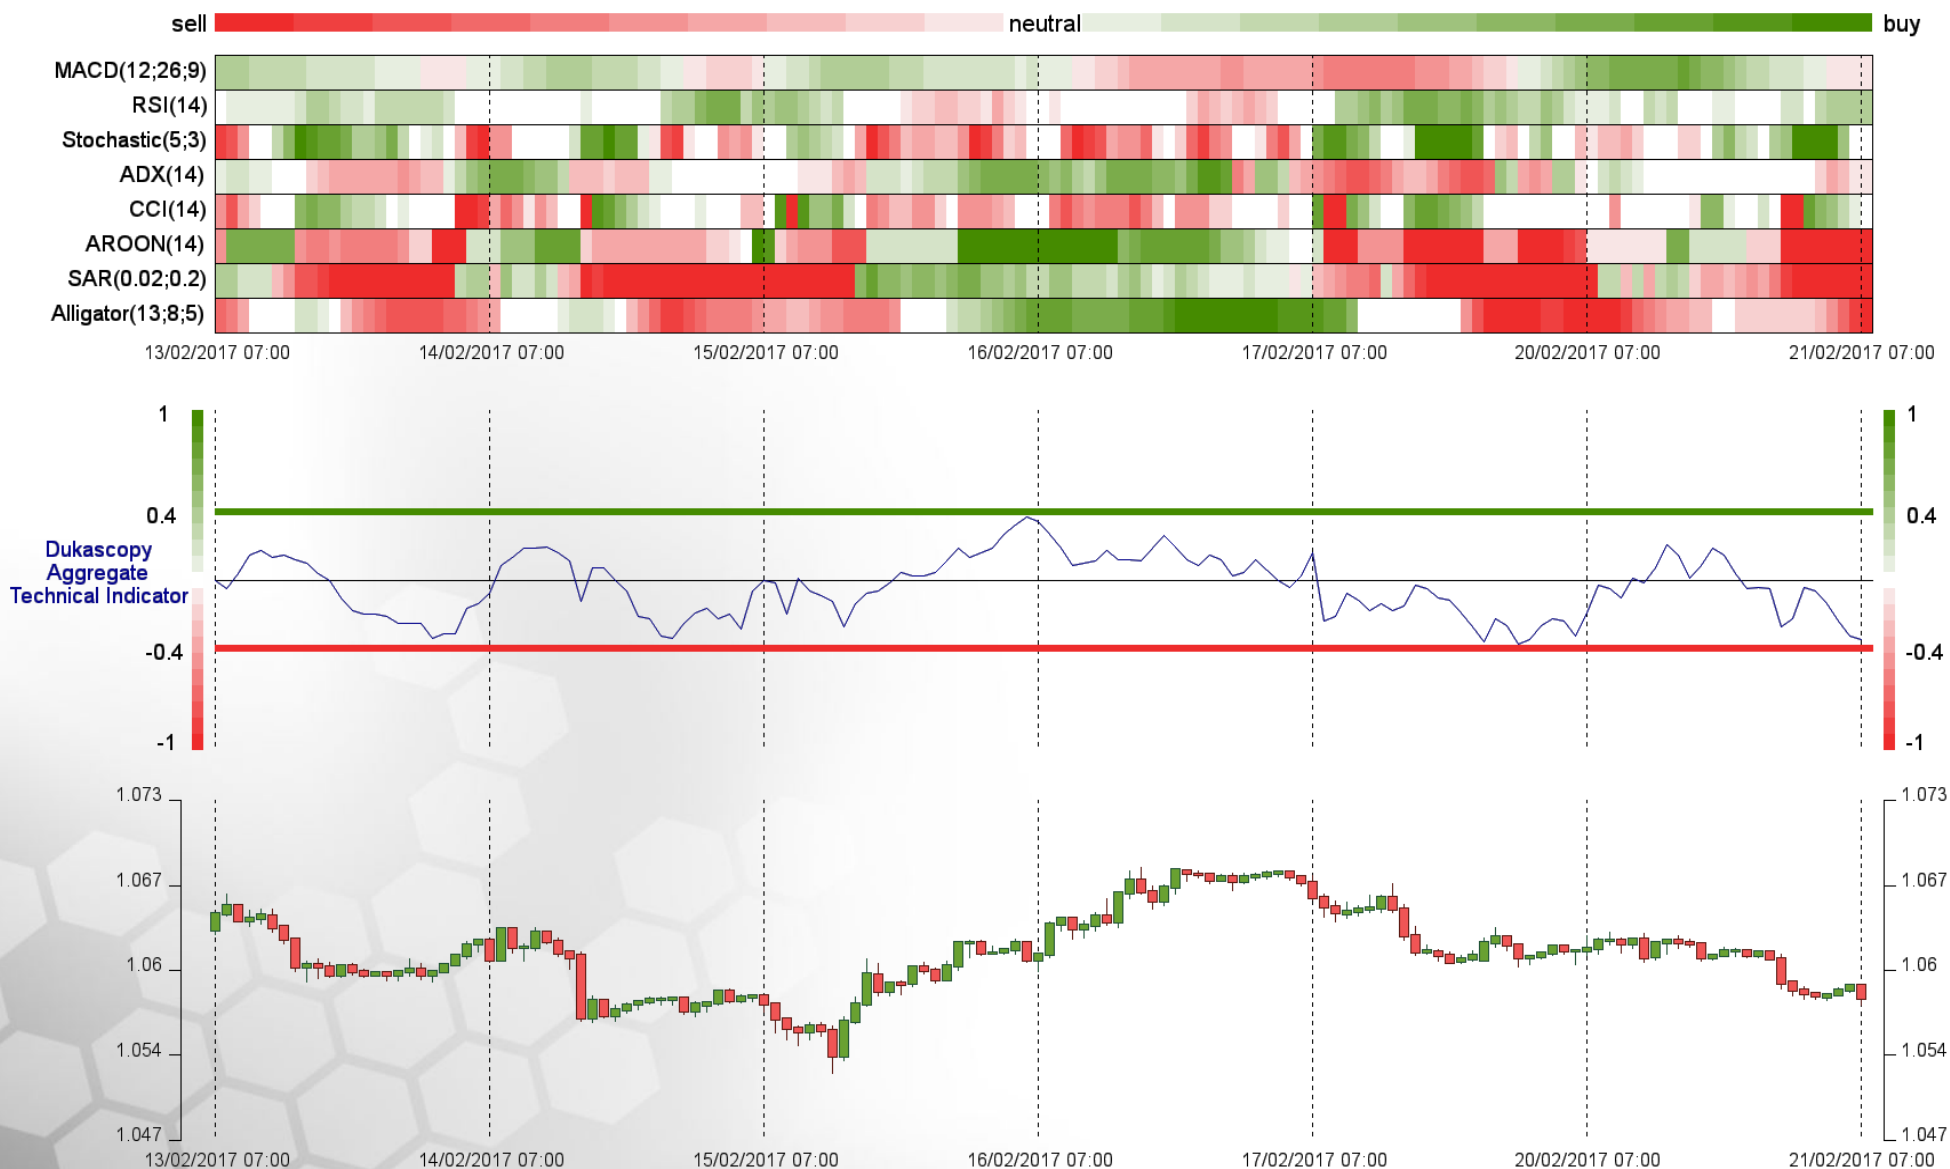 sell neutral buy
MACD(12;26;9)
RSI(14)
Stochastic(5;3)
ADX(14)
CCI(14)
AROON(14)
SAR(0.02;0.2)
Alligator(13;8;5)
13/02/2017 07:00 14/02/2017 07:00 15/02/2017 07:00 16/02/2017 07:00 17/02/2017 07:00 20/02/2017 07:00 21/02/2017 07:00
1 1
0.4 0.4
Dukascopy
Aggregate
Technical Indicator
-0.4 -0.4
-1 -1
1.073 1.073
1.067 1.067
1.06 1.06
1.054 1.054
1.047 1.047
13/02/2017 07:00 14/02/2017 07:00 15/02/2017 07:00 16/02/2017 07:00 17/02/2017 07:00 20/02/2017 07:00 21/02/2017 07:00